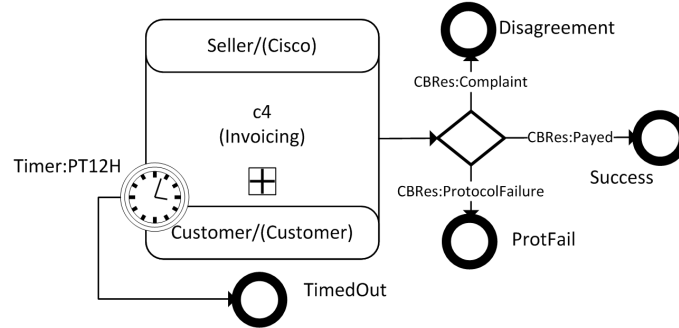 Seller/(Cisco)
Disagreement
CBRes:Complaint
c4
(Invoicing)
CBRes:Payed
Timer:PT12H
Success
CBRes:ProtocolFailure
Customer/(Customer)
ProtFail
TimedOut